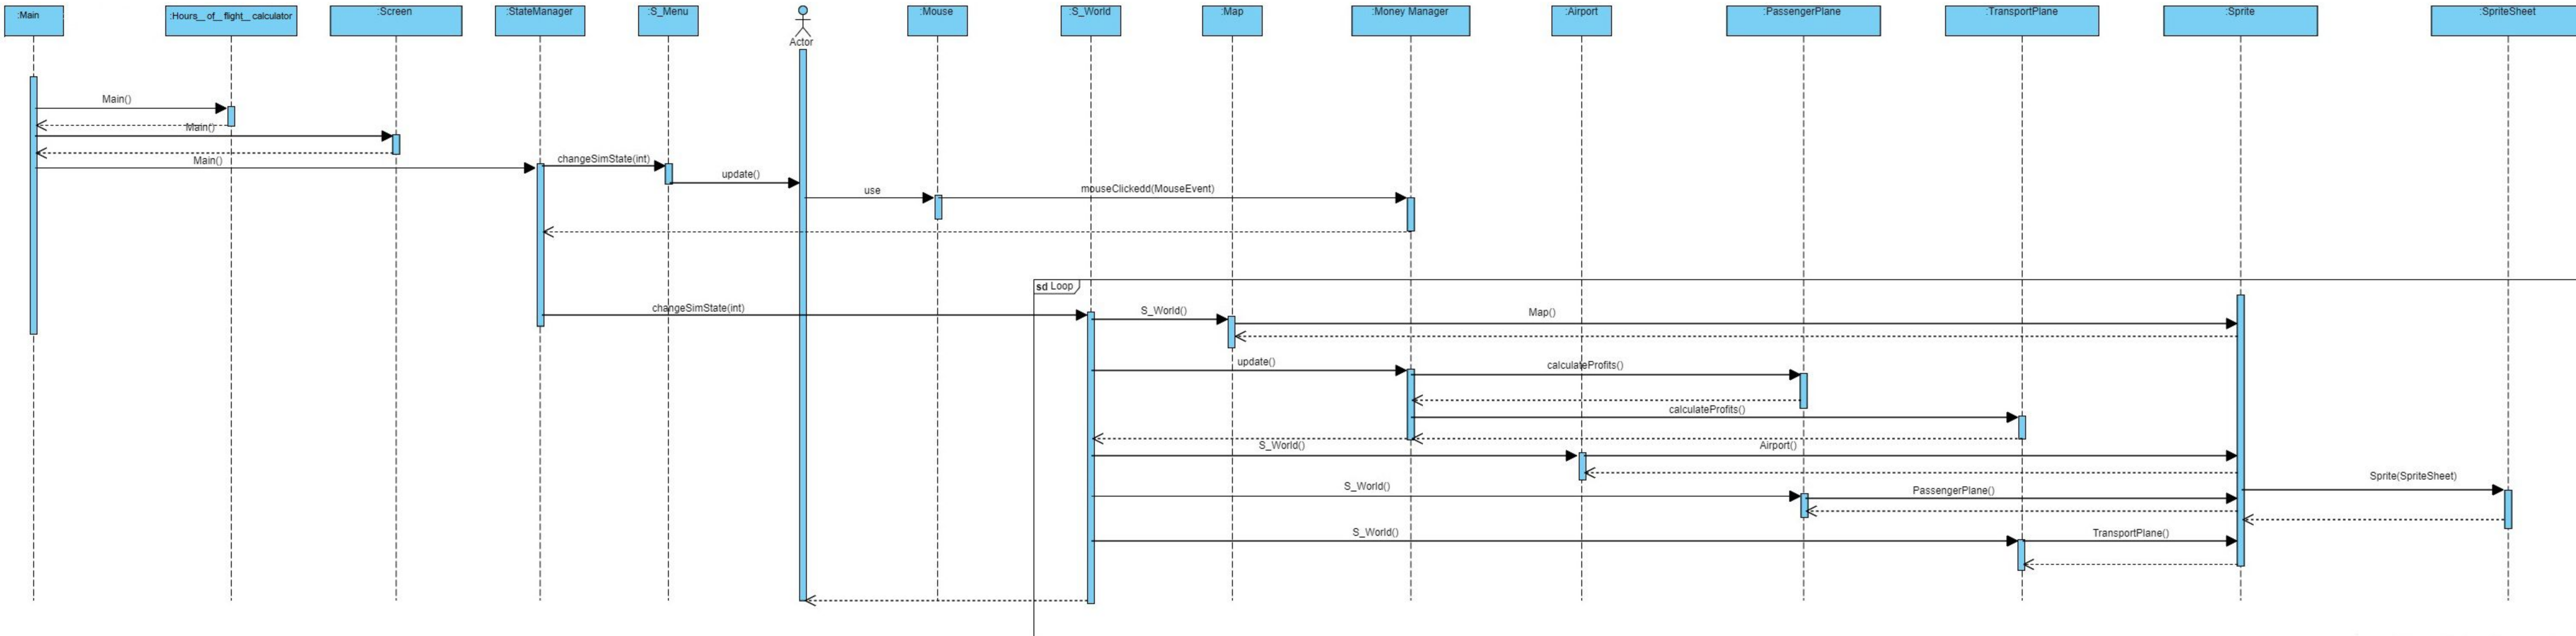 :Main
:Hours__of__flight__calculator
:Screen
:StateManager
:S_Menu
Actor
:Mouse
:S_World
:Map
:Money Manager
:Airport
:PassengerPlane
:TransportPlane
:Sprite
:SpriteSheet
Main()
Main()
Main()
changeSimState(int)
update()
use
mouseClickedd(MouseEvent)
sd Loop
changeSimState(int)
S_World()
Map()
update()
calculateProfits()
calculateProfits()
S_World()
Airport()
Sprite(SpriteSheet)
S_World()
PassengerPlane()
S_World()
TransportPlane()